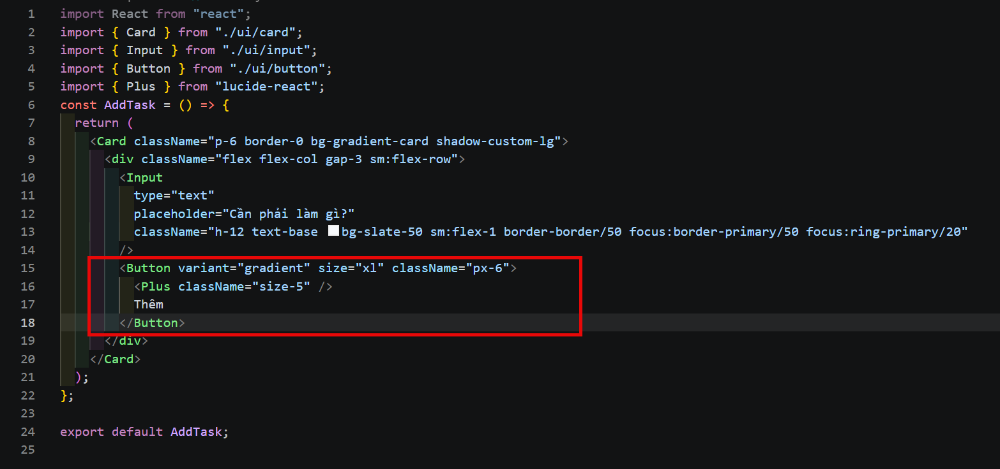 1 import React from "react";
2 import { Card } from "./ui/card";
3 import { Input } from "./ui/input";
4 import { Button } from "./ui/button";
5 import { Plus } from "lucide-react";
6 const AddTask = () => {
7 return (
8 <Card className="p-6 border-0 bg-gradient-card shadow-custom-lg">
9 <div className="flex flex-col gap-3 sm:flex-row">
10 <Input
11 type="text"
12 placeholder="Cần phải làm gì?"
13 className="h-12 text-base bg-slate-50 sm:flex-1 border-border/50 focus:border-primary/50 focus:ring-primary/20"
14 />
15 <Button variant="gradient" size="xl" className="px-6">
16 <Plus className="size-5" />
17 Thêm
18 </Button>
19 </div>
20 </Card>
21 );
22 };
23
24 export default AddTask;
25